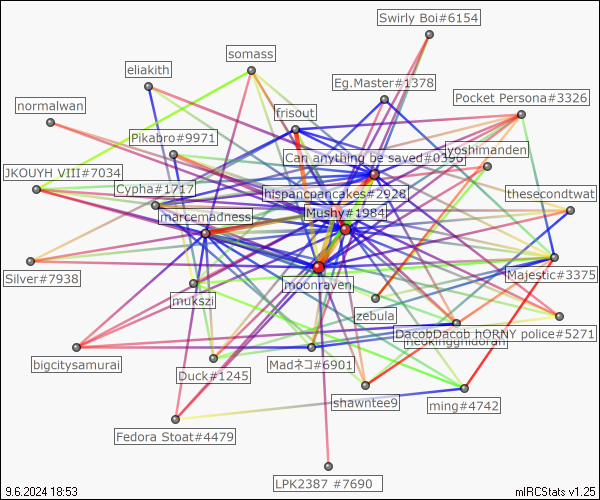 Swirly Boi#6154
somass
eliakith
Eg.Master#1378
Pocket Persona#3326
normalwan
frisout
Pikabro#9971
yoshimanden
Can anything be saved#0396
JKOUYH VIII#7034
Cypha#1717
hispancpancakes#2928
thesecondtwat
marcemadness
Mushy#1984
Silver#7938
Majestic#3375
moonraven
mukszi
zebula
DacobDacob hORNY police#5271
neokingghidorah
bigcitysamurai
Madネコ#6901
Duck#1245
shawntee9
ming#4742
Fedora Stoat#4479
LPK2387 #7690
9.6.2024 18:53
mIRCStats v1.25